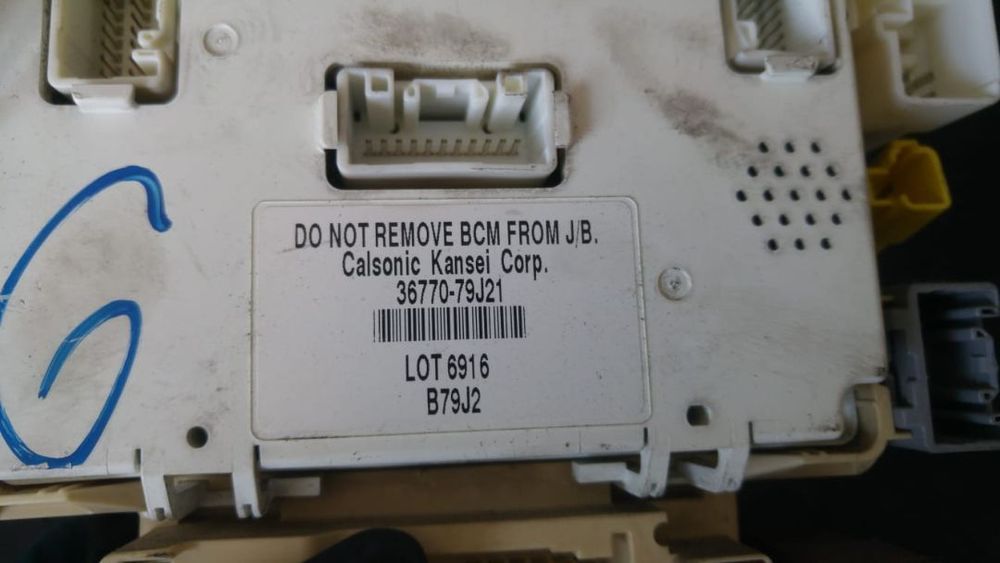 DO NOT REMOVE BCM FROM J/B.
Calsonic Kansei Corp.
36770-79J21
LOT 6916
B79J2
G